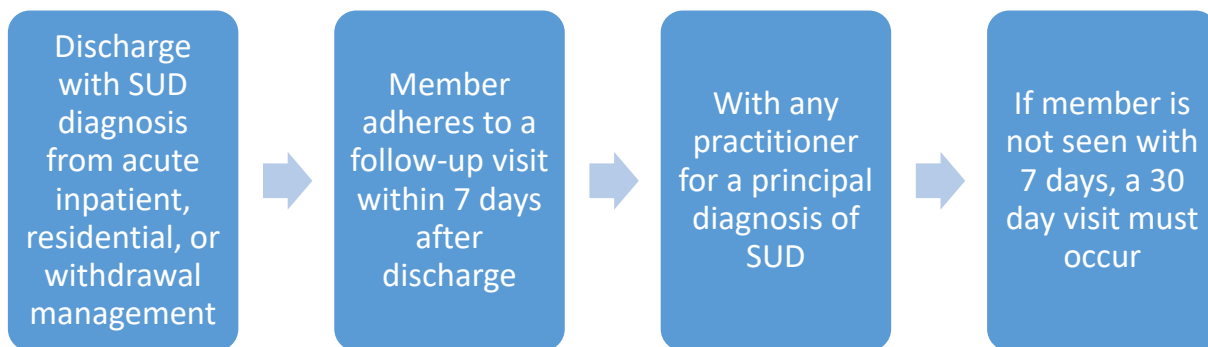 Discharge
with SUD
diagnosis
from acute
inpatient,
residential, or
withdrawal
management
Member
adheres to a
follow-up visit
within 7 days
after
discharge
With any
practitioner
for a principal
diagnosis of
SUD
If member is
not seen with
7 days, a 30
day visit must
occur